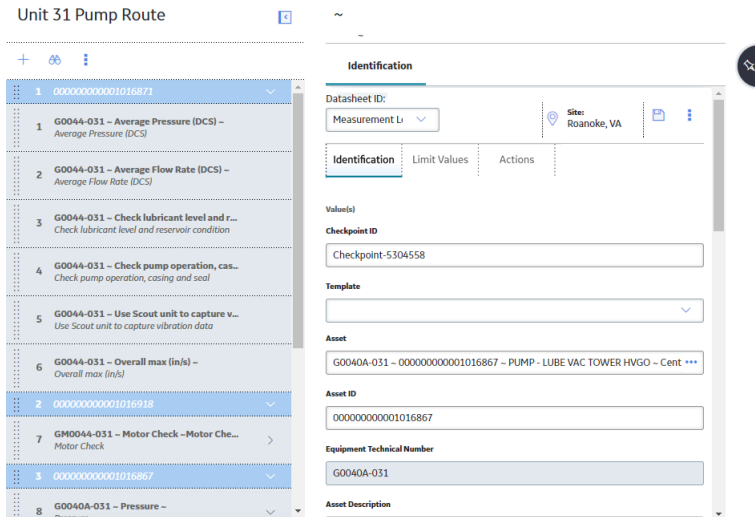 Unit 31 Pump Route
1 000000000001016871
1 G0044-031 ~ Average Pressure (DCS) ~
Average Pressure (DCS)
2 G0044-031 ~ Average Flow Rate (DCS) ~
Average Flow Rate (DCS)
3 G0044-031 ~ Check lubricant level and r...
Check lubricant level and reservoir condition
4 G0044-031 ~ Check pump operation, cas...
Check pump operation, casing and seal
5 G0044-031 ~ Use Scout unit to capture v...
Use Scout unit to capture vibration data
6 G0044-031 ~ Overall max (in/s) ~
Overall max (in/s)
2 000000000001016918
7 GM0044-031 ~ Motor Check ~Motor Che...
Motor Check
3 000000000001016867
8 G0040A-031 ~ Pressure ~
~
~
Identification
Datasheet ID:
Measurement L
Site:
Roanoke, VA
Identification Limit Values Actions
Value(s)
Checkpoint ID
Checkpoint-5304558
Template
Asset
G0040A-031 ~ 000000000001016867 ~ PUMP - LUBE VAC TOWER HVGO ~ Cent
Asset ID
000000000001016867
Equipment Technical Number
G0040A-031
Asset Description